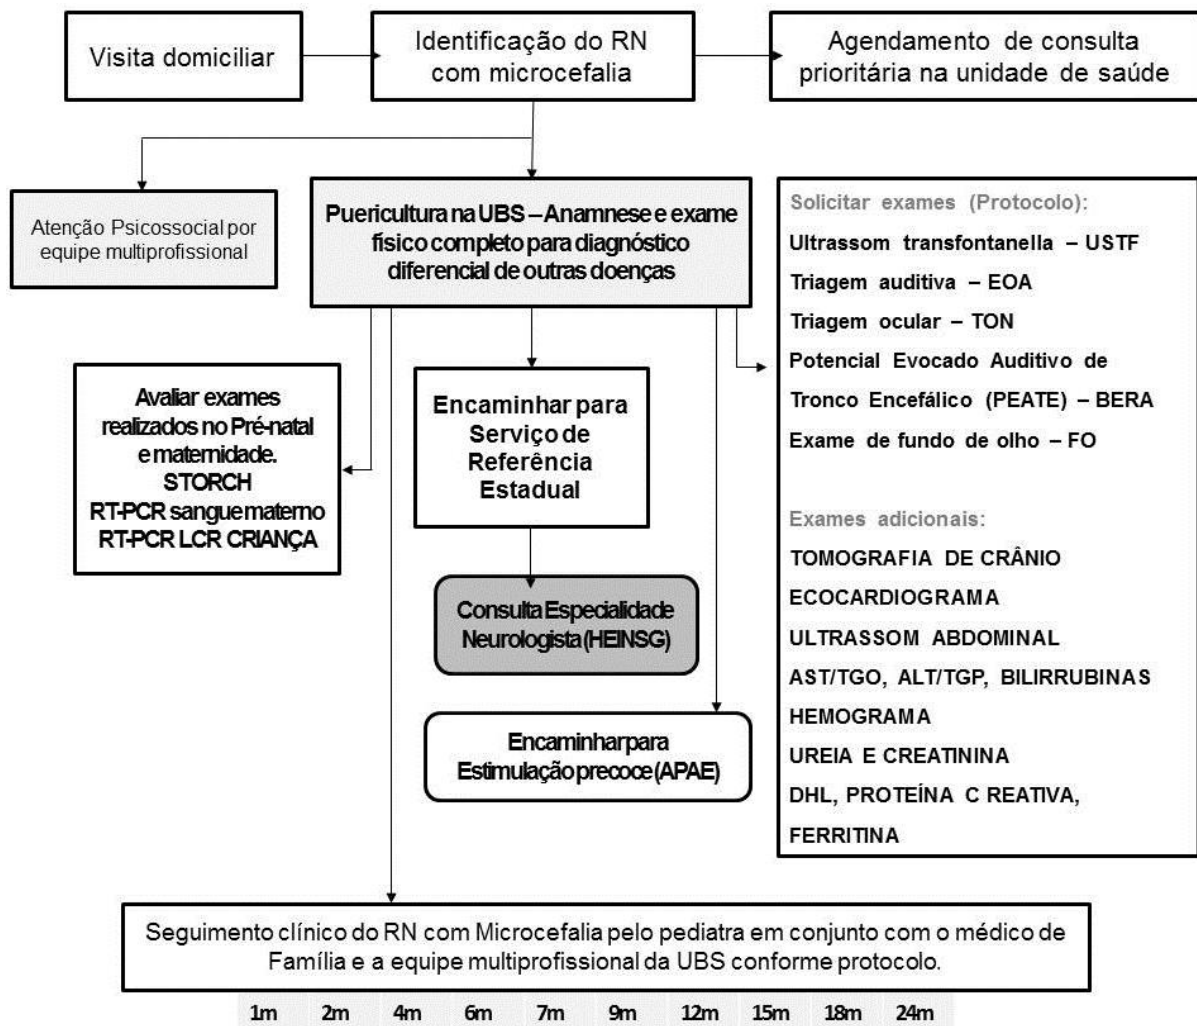 Visita domiciliar
Identificação do RN
com microcefalia
Agendamento de consulta
prioritária na unidade de saúde
Atenção Psicossocial por
equipe multiprofissional
Puericultura na UBS – Anamnese e exame
físico completo para diagnóstico
diferencial de outras doenças
Solicitar exames (Protocolo):
Ultrassom transfontanella – USTF
Triagem auditiva – EOA
Triagem ocular – TON
Potencial Evocado Auditivo de
Tronco Encefálico (PEATE) – BERA
Exame de fundo de olho – FO
Exames adicionais:
TOMOGRAFIA DE CRÂNIO
ECOCARDIOGRAMA
ULTRASSOM ABDOMINAL
AST/TGO, ALT/TGP, BILIRRUBINAS
HEMOGRAMA
UREIA E CREATININA
DHL, PROTEÍNA C REATIVA,
FERRITINA
Avaliar exames
realizados no Pré-natal
e maternidade.
STORCH
RT-PCR sangue materno
RT-PCR LCR CRIANÇA
Encaminhar para
Serviço de
Referência
Estadual
Consulta Especialidade
Neurologista (HEINSG)
Encaminhar para
Estimulação precoce (APAE)
Seguimento clínico do RN com Microcefalia pelo pediatra em conjunto com o médico de
Família e a equipe multiprofissional da UBS conforme protocolo.
1m 2m 4m 6m 7m 9m 12m 15m 18m 24m